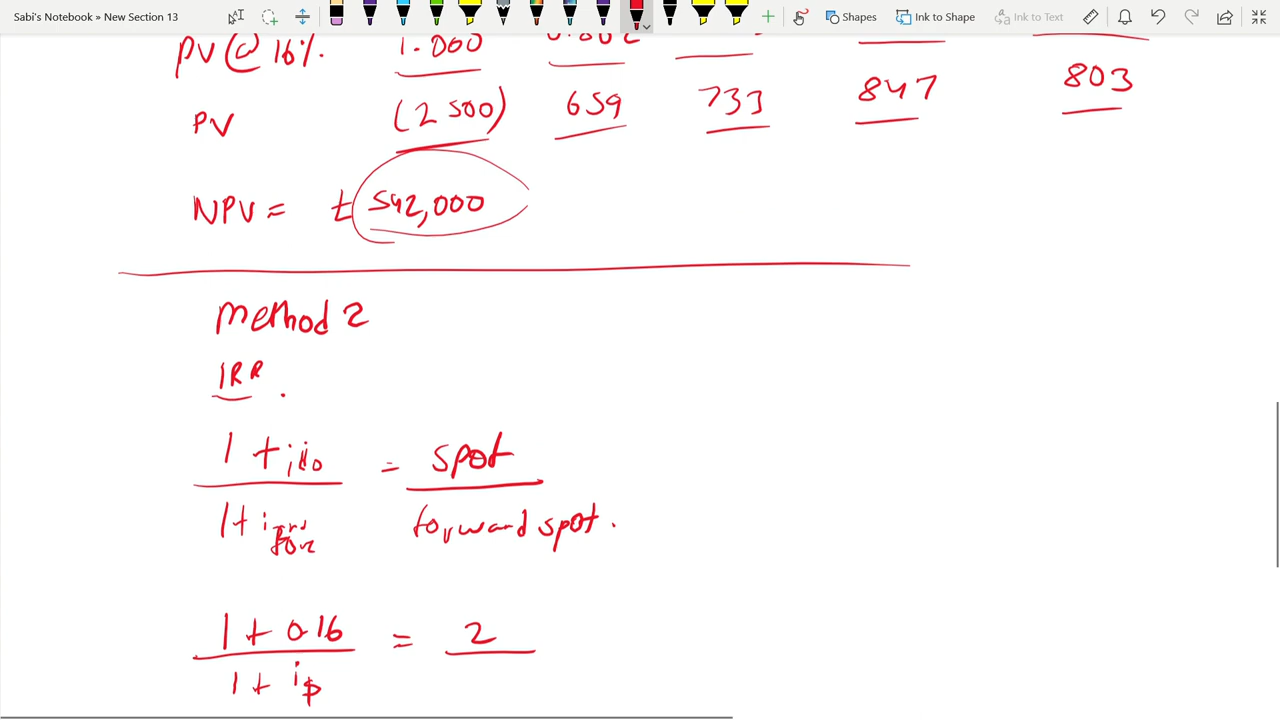 Sabi's Notebook » New Section 13
Shapes Ink to Shape Ink to Text
PV @ 16%. 1.000
PV (2 500) 659 733 847 803
NPV = £ 542,000
Method 2
IRR.
1 + i
= spot
1 + i
forward spot.
1 + 0.16 = 2
1 + i$